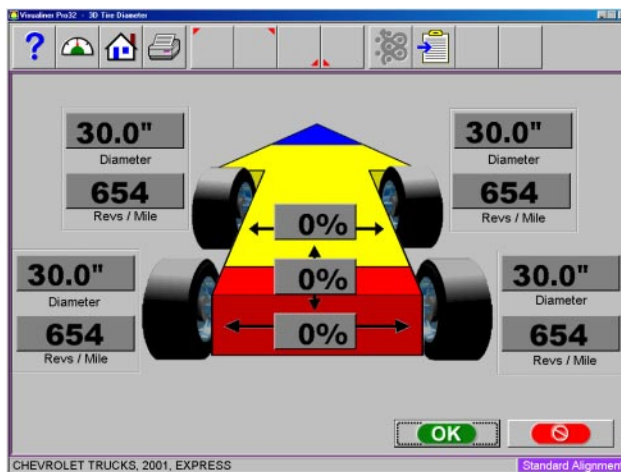 Visualiner Pro32 - 3D Tire Diameter
?
30.0"
Diameter
654
Revs / Mile
30.0"
Diameter
654
Revs / Mile
0%
0%
0%
30.0"
Diameter
654
Revs / Mile
30.0"
Diameter
654
Revs / Mile
OK
CHEVROLET TRUCKS, 2001, EXPRESS
Standard Alignment